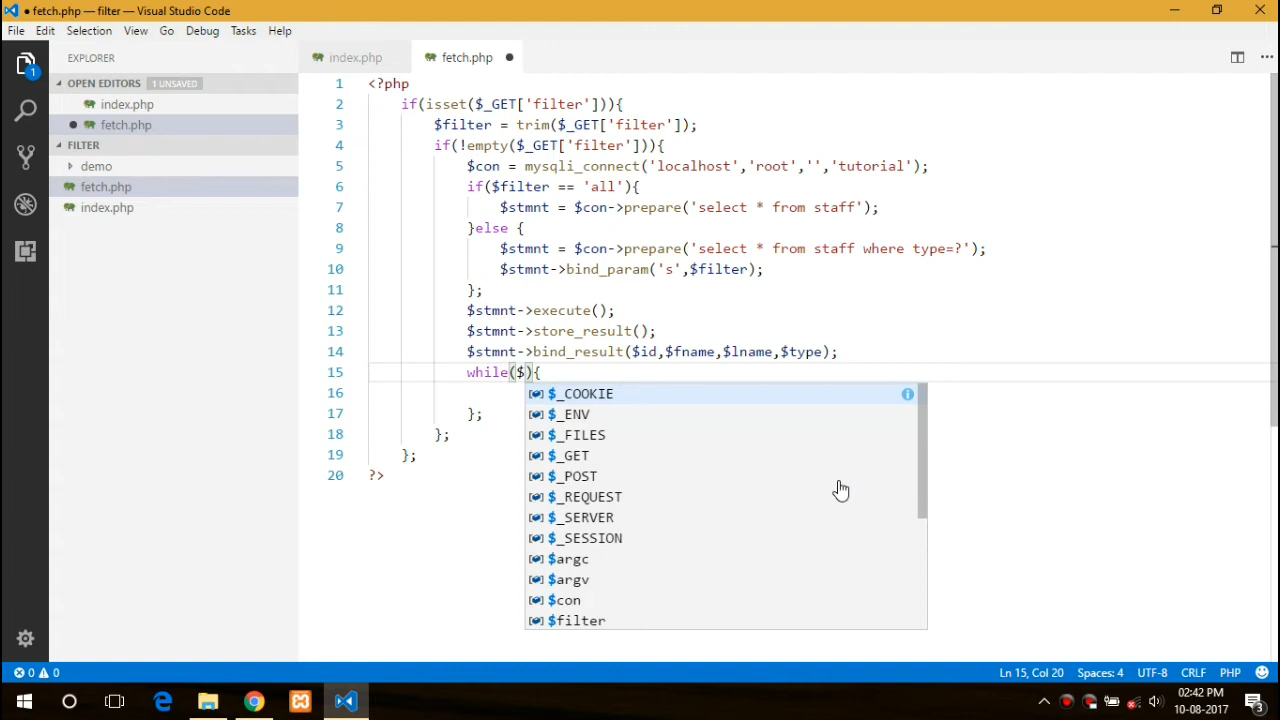 ● fetch.php — filter — Visual Studio Code
File Edit Selection View Go Debug Tasks Help
EXPLORER
index.php
fetch.php ●
OPEN EDITORS 1 UNSAVED
index.php
● fetch.php
FILTER
demo
fetch.php
index.php
1 <?php
2 if(isset($_GET['filter'])){
3 $filter = trim($_GET['filter']);
4 if(!empty($_GET['filter'])){
5 $con = mysqli_connect('localhost','root','','tutorial');
6 if($filter == 'all'){
7 $stmnt = $con->prepare('select * from staff');
8 }else {
9 $stmnt = $con->prepare('select * from staff where type=?');
10 $stmnt->bind_param('s',$filter);
11 };
12 $stmnt->execute();
13 $stmnt->store_result();
14 $stmnt->bind_result($id,$fname,$lname,$type);
15 while($){
16
17 };
18 };
19 };
20 ?>
$_COOKIE
$_ENV
$_FILES
$_GET
$_POST
$_REQUEST
$_SERVER
$_SESSION
$argc
$argv
$con
$filter
1
0 0
Ln 15, Col 20 Spaces: 4 UTF-8 CRLF PHP
02:42 PM
10-08-2017
3